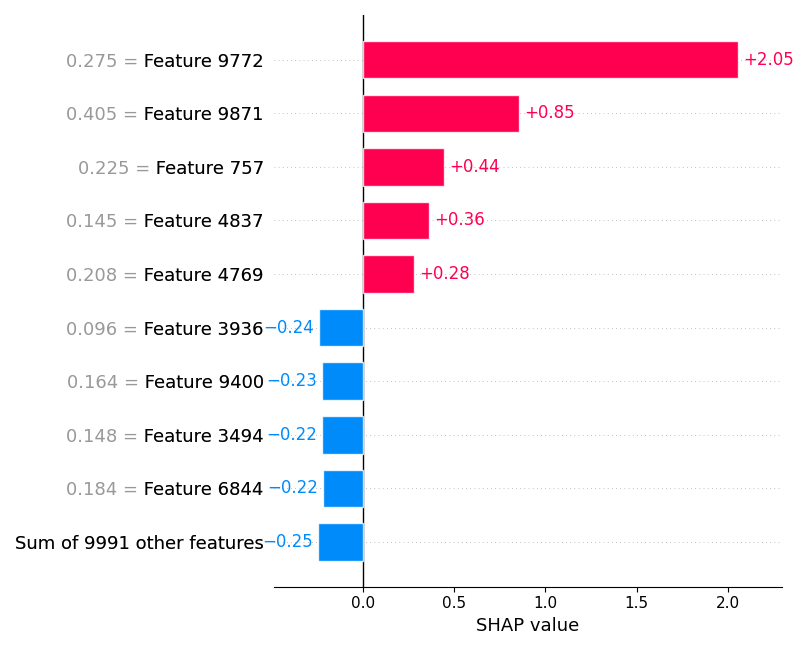 0.275 = Feature 9772 +2.05
0.405 = Feature 9871 +0.85
0.225 = Feature 757 +0.44
0.145 = Feature 4837 +0.36
0.208 = Feature 4769 +0.28
0.096 = Feature 3936 −0.24
0.164 = Feature 9400 −0.23
0.148 = Feature 3494 −0.22
0.184 = Feature 6844 −0.22
Sum of 9991 other features −0.25
0.0 0.5 1.0 1.5 2.0
SHAP value